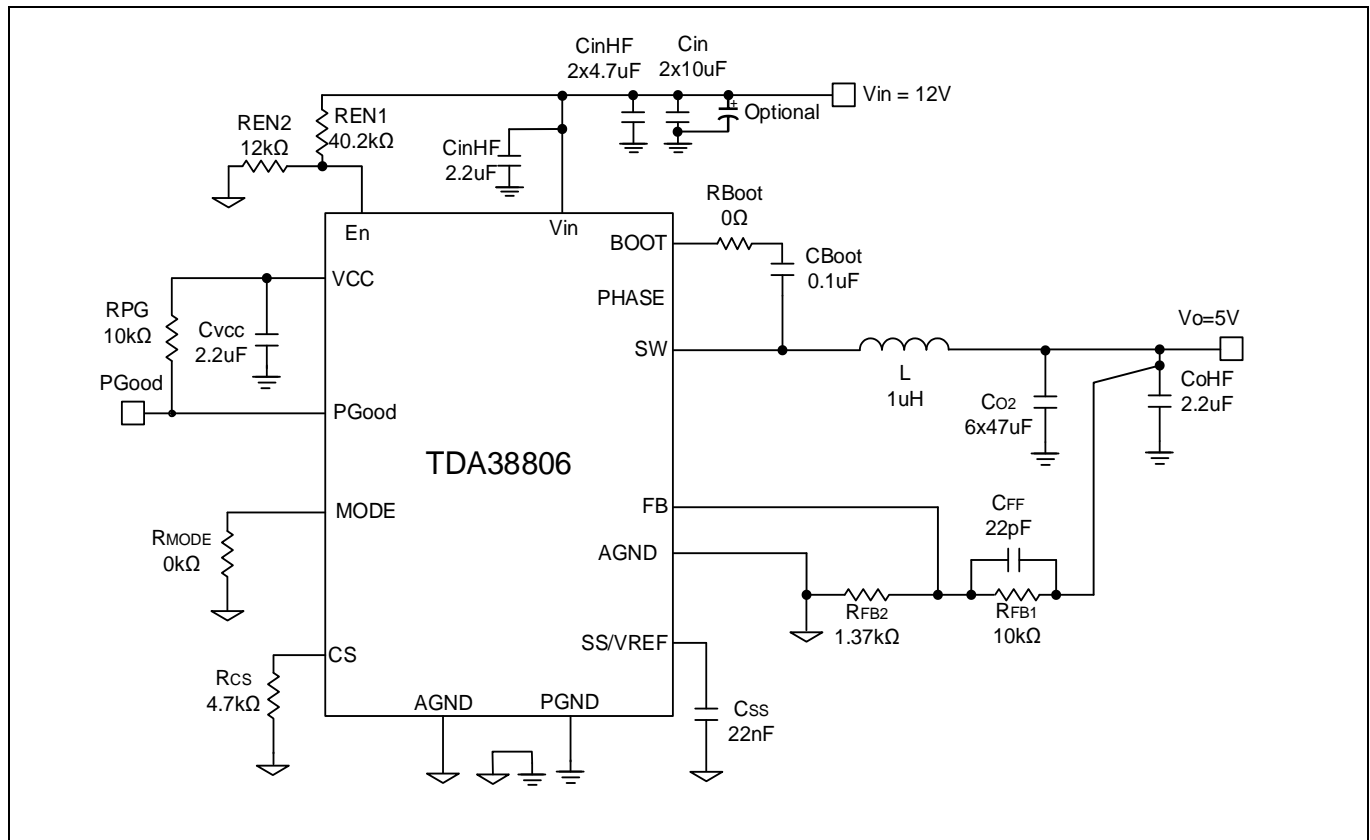 CinHF
2x4.7uF
Cin
2x10uF
Vin = 12V
+
Optional
REN1
40.2kΩ
REN2
12kΩ
CinHF
2.2uF
En
Vin
RBoot
0Ω
BOOT
CBoot
0.1uF
VCC
PHASE
RPG
10kΩ
Cvcc
2.2uF
Vo=5V
SW
L
1uH
CoHF
2.2uF
CO2
6x47uF
PGood
PGood
TDA38806
MODE
RMODE
0kΩ
FB
CFF
22pF
AGND
RFB2
1.37kΩ
RFB1
10kΩ
SS/VREF
CS
RCS
4.7kΩ
AGND
PGND
CSS
22nF